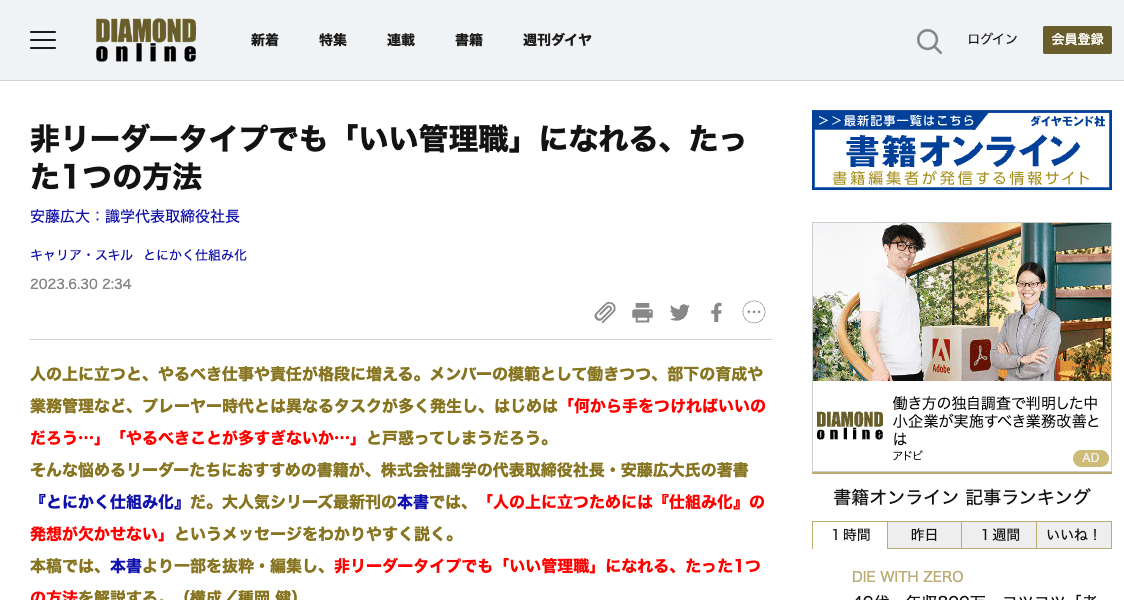 DIAMOND
online
新着 特集 連載 書籍 週刊ダイヤ
ログイン
会員登録
非リーダータイプでも「いい管理職」になれる、たっ
た1つの方法
安藤広大：識学代表取締役社長
キャリア・スキル とにかく仕組み化
2023.6.30 2:34
人の上に立つと、やるべき仕事や責任が格段に増える。メンバーの模範として働きつつ、部下の育成や
業務管理など、プレーヤー時代とは異なるタスクが多く発生し、はじめは「何から手をつければいいの
だろう…」「やるべきことが多すぎないか…」と戸惑ってしまうだろう。
そんな悩めるリーダーたちにおすすめの書籍が、株式会社識学の代表取締役社長・安藤広大氏の著書
『とにかく仕組み化』だ。大人気シリーズ最新刊の本書では、「人の上に立つためには『仕組み化』の
発想が欠かせない」というメッセージをわかりやすく説く。
本稿では、本書より一部を抜粋・編集し、非リーダータイプでも「いい管理職」になれる、たった1つ
の方法を解説する。（構成／種岡 健）
>>最新記事一覧はこちら
ダイヤモンド社
書籍オンライン
書籍編集者が発信する情報サイト
Adobe
DIAMOND
online
働き方の独自調査で判明した中
小企業が実施すべき業務改善と
は
アドビ
AD
書籍オンライン 記事ランキング
1時間 昨日 1週間 いいね！
DIE WITH ZERO
40代、年収800万、コツコツ「老